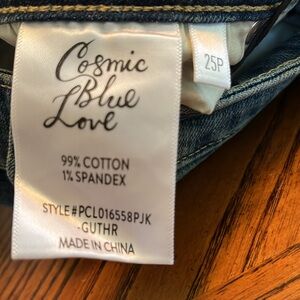 Cosmic
Blue
Love
25P
99% COTTON
1% SPANDEX
STYLE#PCL016558PJK
-GUTHR
MADE IN CHINA